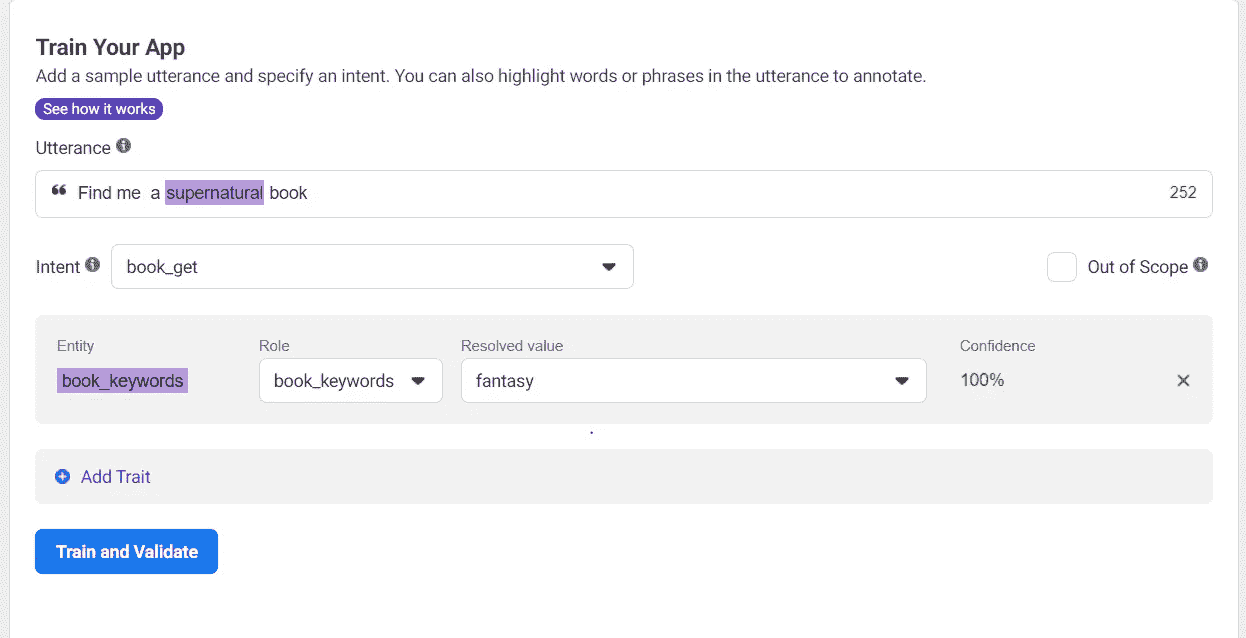 Train Your App
Add a sample utterance and specify an intent. You can also highlight words or phrases in the utterance to annotate.
See how it works
Utterance
❝ Find me a supernatural book 252
Intent book_get Out of Scope
Entity Role Resolved value Confidence
book_keywords book_keywords fantasy 100% ×
Add Trait
Train and Validate